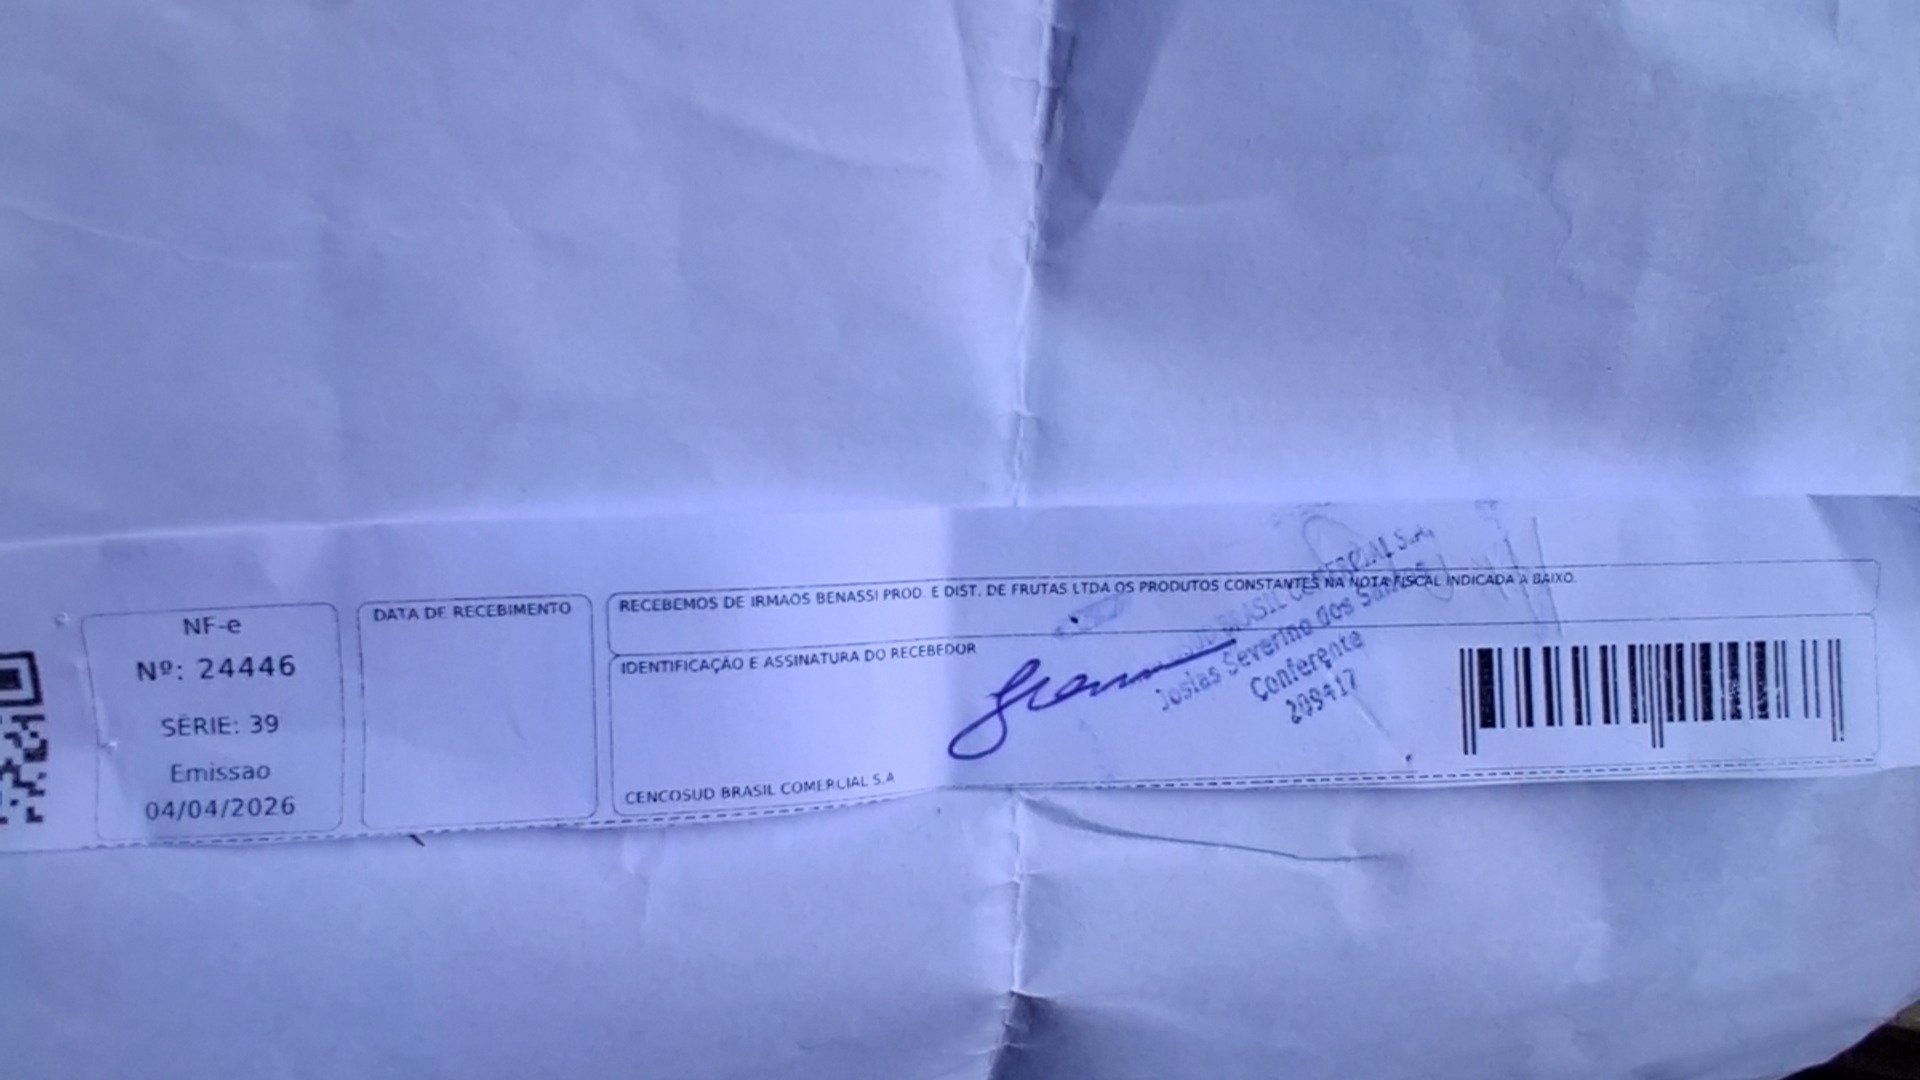 NF-e
Nº: 24446
SÉRIE: 39
Emissao
04/04/2026
DATA DE RECEBIMENTO
RECEBEMOS DE IRMAOS BENASSI PROD. E DIST. DE FRUTAS LTDA OS PRODUTOS CONSTANTES NA NOTA FISCAL INDICADA A BAIXO.
IDENTIFICAÇÃO E ASSINATURA DO RECEBEDOR
CENCOSUD BRASIL COMERCIAL S.A
BRASIL COMERCIAL S.A.
Josias Severino dos Santos
Conferente
209417